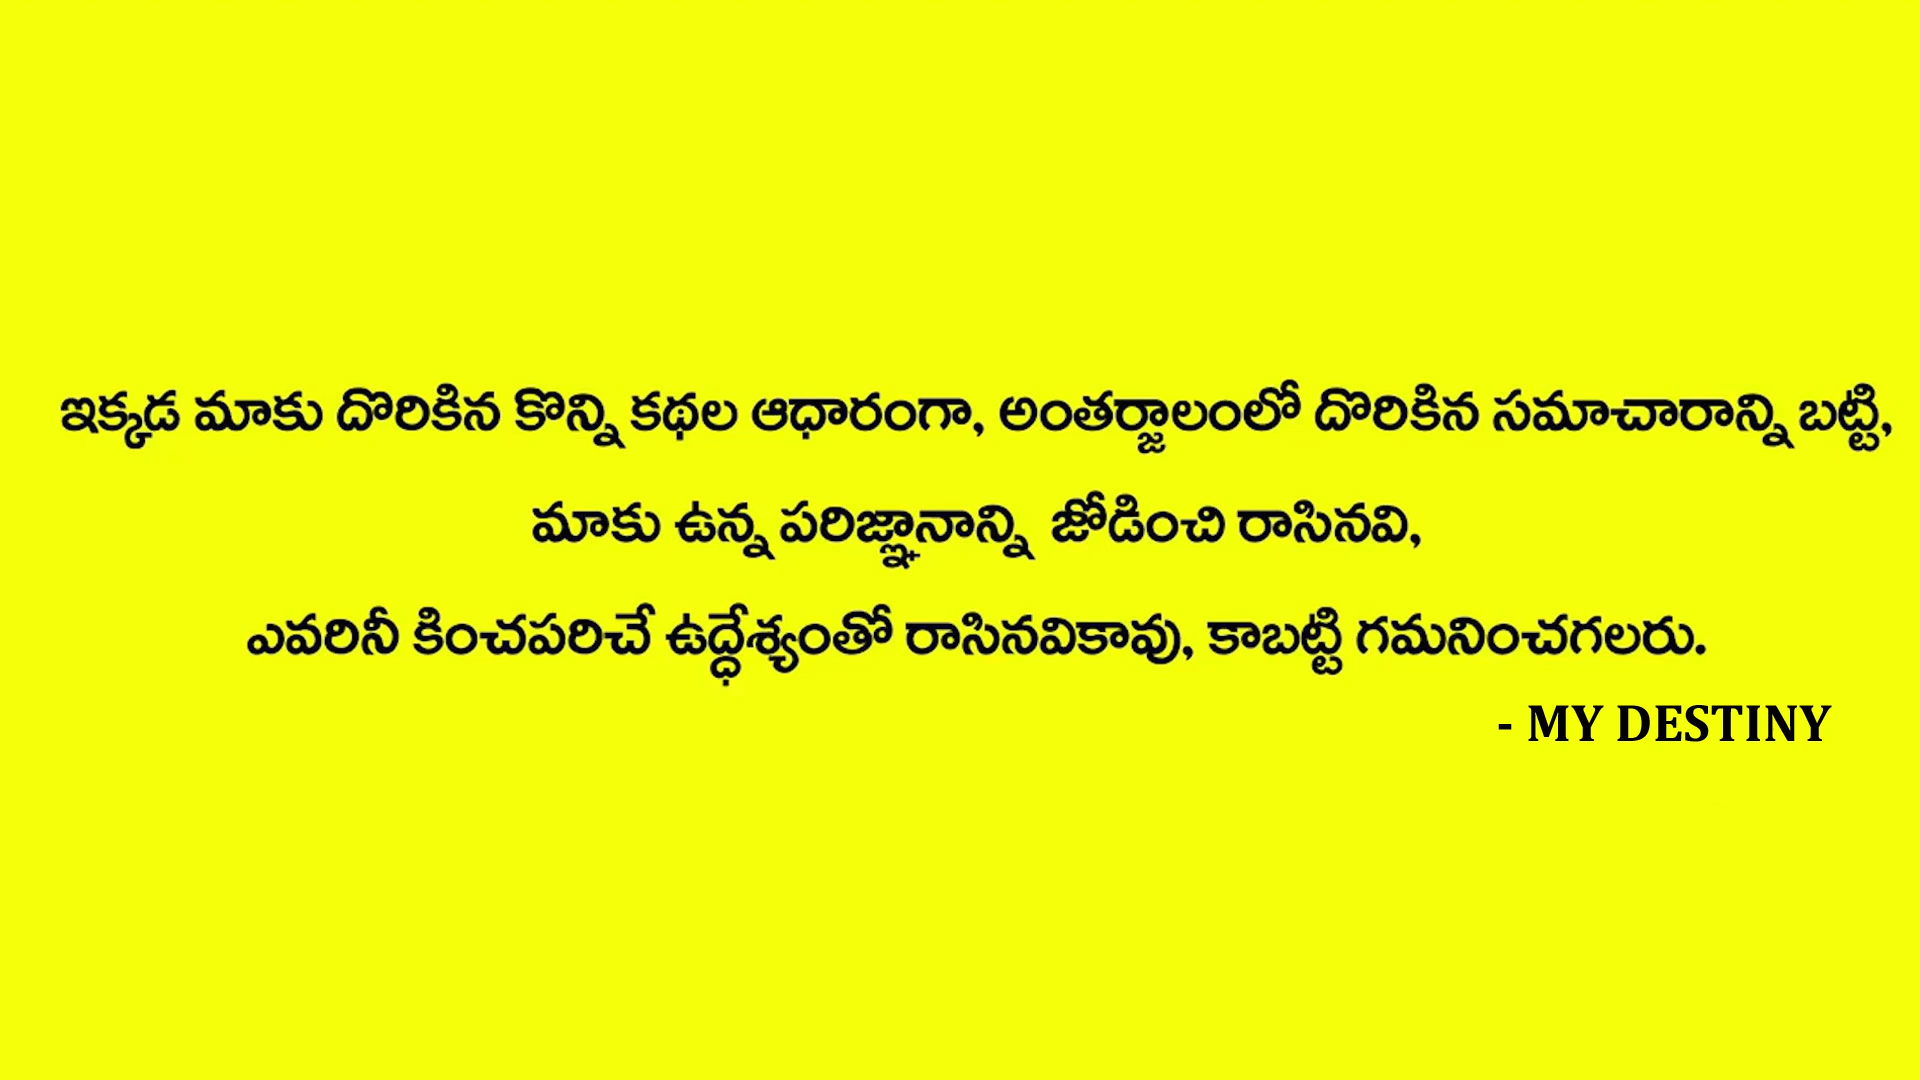 ఇక్కడ మాకు దొరికిన కొన్ని కథల ఆధారంగా, అంతర్జాలంలో దొరికిన సమాచారాన్ని బట్టి,
మాకు ఉన్న పరిజ్ఞానాన్ని జోడించి రాసినవి,
ఎవరినీ కించపరిచే ఉద్ధేశ్యంతో రాసినవికావు, కాబట్టి గమనించగలరు.
- MY DESTINY